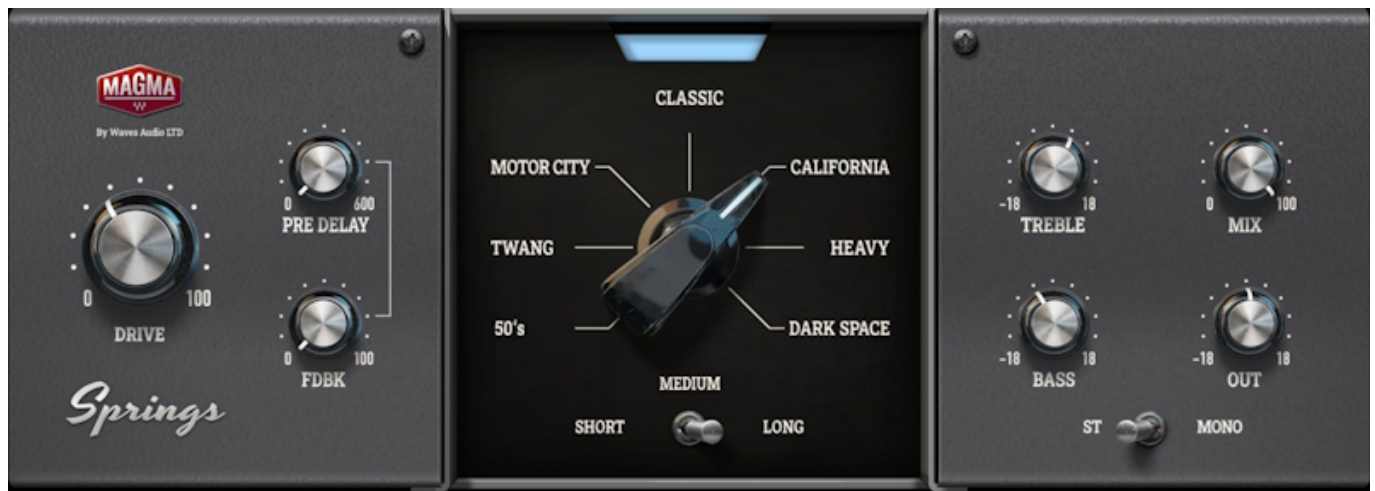 MAGMA
By Waves Audio LTD
0 600
PRE DELAY
0 100
DRIVE
0 100
FDBK
Springs
CLASSIC
MOTOR CITY
CALIFORNIA
TWANG
HEAVY
50's
DARK SPACE
MEDIUM
SHORT
LONG
-18 18
TREBLE
0 100
MIX
-18 18
BASS
-18 18
OUT
ST
MONO